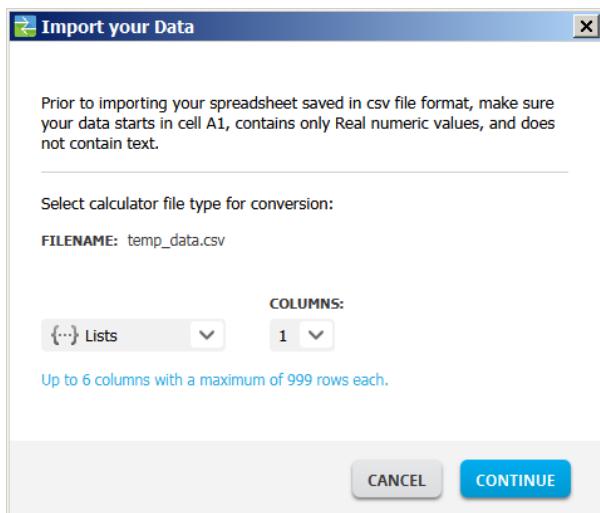 Import your Data
Prior to importing your spreadsheet saved in csv file format, make sure
your data starts in cell A1, contains only Real numeric values, and does
not contain text.
Select calculator file type for conversion:
FILENAME: temp_data.csv
COLUMNS:
{···} Lists 1
Up to 6 columns with a maximum of 999 rows each.
CANCEL CONTINUE